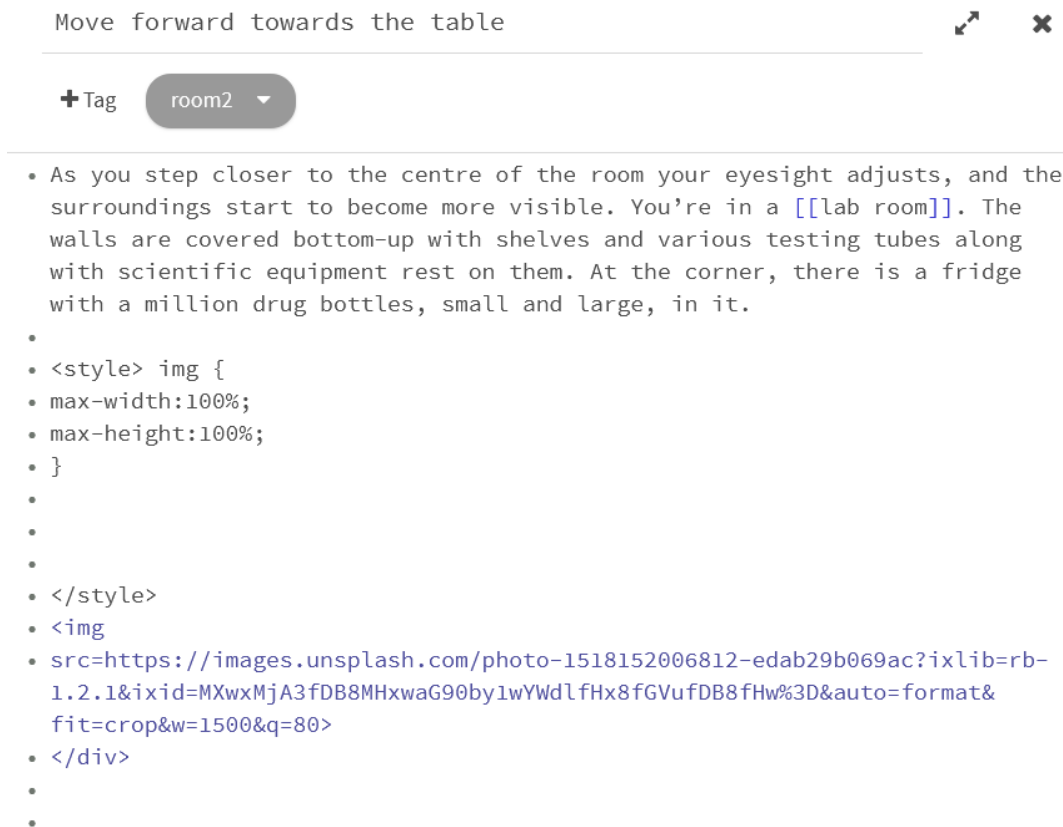 Move forward towards the table
+ Tag room2
• As you step closer to the centre of the room your eyesight adjusts, and the
surroundings start to become more visible. You’re in a [[lab room]]. The
walls are covered bottom-up with shelves and various testing tubes along
with scientific equipment rest on them. At the corner, there is a fridge
with a million drug bottles, small and large, in it.
•
• <style> img {
• max-width:100%;
• max-height:100%;
• }
•
•
•
• </style>
• <img
• src=https://images.unsplash.com/photo-1518152006812-edab29b069ac?ixlib=rb-
1.2.1&ixid=MXwxMjA3fDB8MHxwaG90by1wYWdlfHx8fGVufDB8fHw%3D&auto=format&
fit=crop&w=1500&q=80>
• </div>
•
•